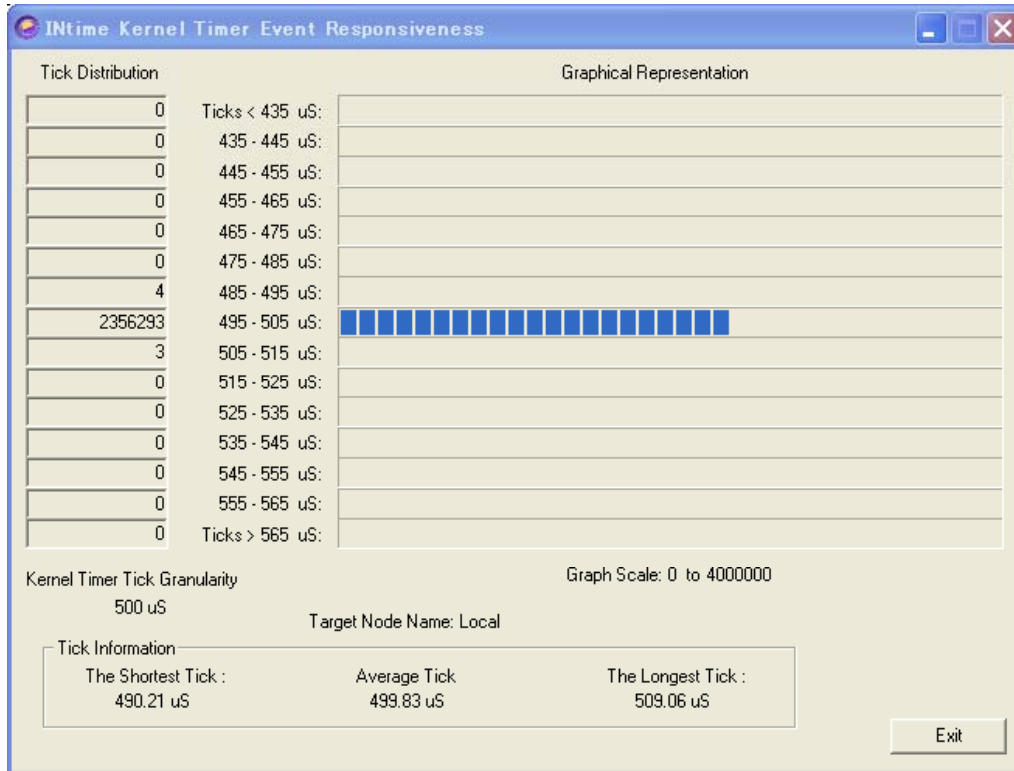 INtime Kernel Timer Event Responsiveness
Tick Distribution Graphical Representation
0 Ticks < 435 uS:
0 435 - 445 uS:
0 445 - 455 uS:
0 455 - 465 uS:
0 465 - 475 uS:
0 475 - 485 uS:
4 485 - 495 uS:
2356293 495 - 505 uS:
3 505 - 515 uS:
0 515 - 525 uS:
0 525 - 535 uS:
0 535 - 545 uS:
0 545 - 555 uS:
0 555 - 565 uS:
0 Ticks > 565 uS:
Kernel Timer Tick Granularity Graph Scale: 0 to 4000000
500 uS
Target Node Name: Local
Tick Information
The Shortest Tick : Average Tick The Longest Tick :
490.21 uS 499.83 uS 509.06 uS
Exit